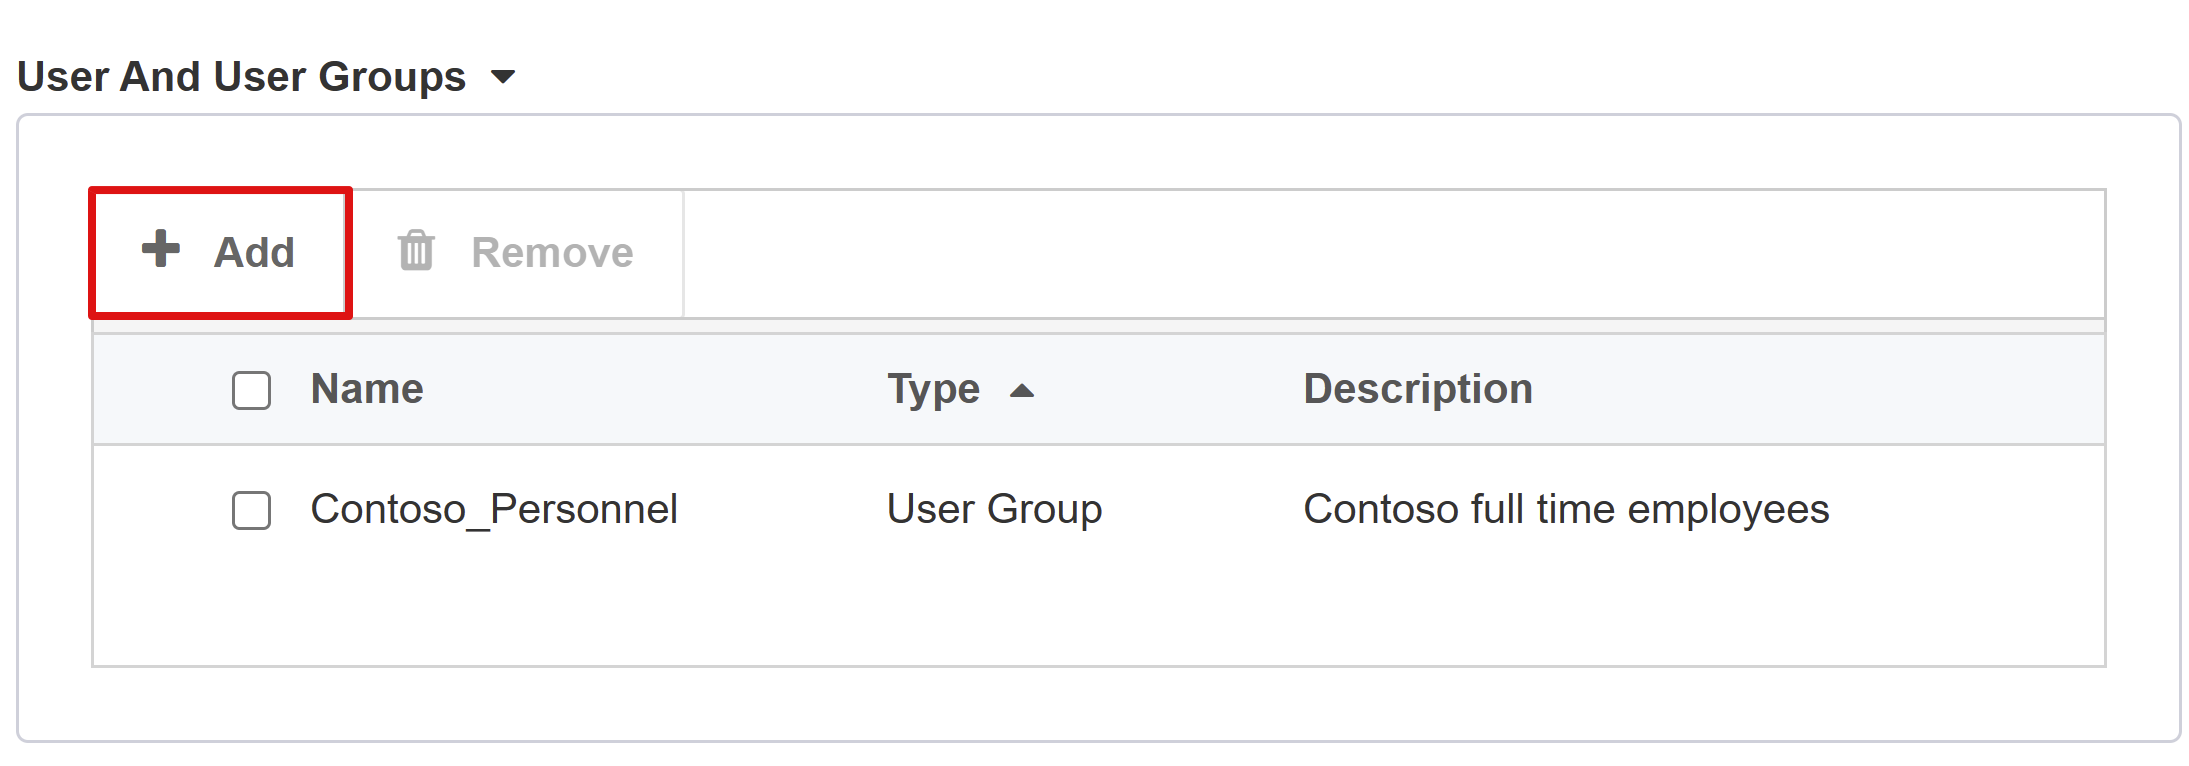 User And User Groups
Add Remove
Name Type Description
Contoso_Personnel User Group Contoso full time employees